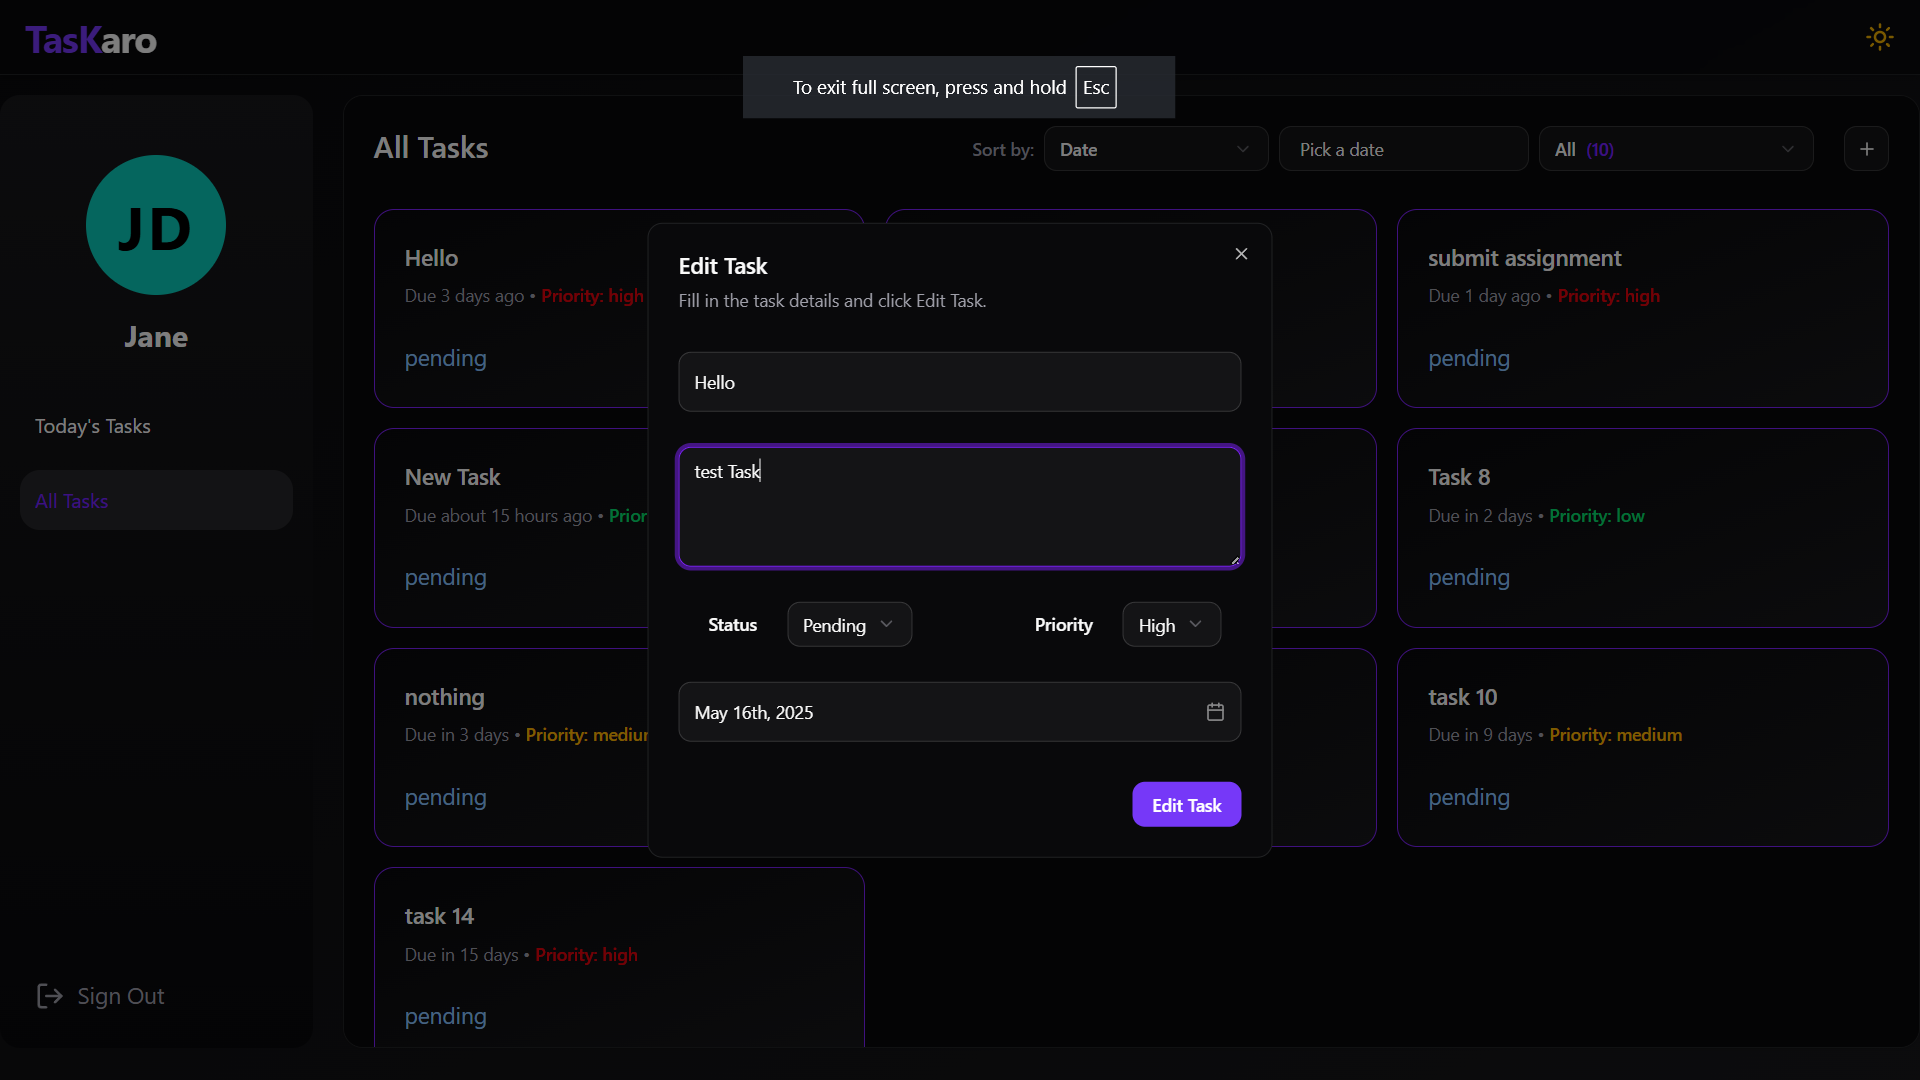 TasKaro
To exit full screen, press and hold Esc
JD
Jane
Today's Tasks
All Tasks
Sign Out
All Tasks
Sort by: Date Pick a date All (10)
Hello
Due 3 days ago • Priority: high
pending
submit assignment
Due 1 day ago • Priority: high
pending
New Task
Due about 15 hours ago • Prior
pending
Task 8
Due in 2 days • Priority: low
pending
nothing
Due in 3 days • Priority: mediu
pending
task 10
Due in 9 days • Priority: medium
pending
task 14
Due in 15 days • Priority: high
pending
Edit Task
Fill in the task details and click Edit Task.
Hello
test Task
Status Pending Priority High
May 16th, 2025
Edit Task